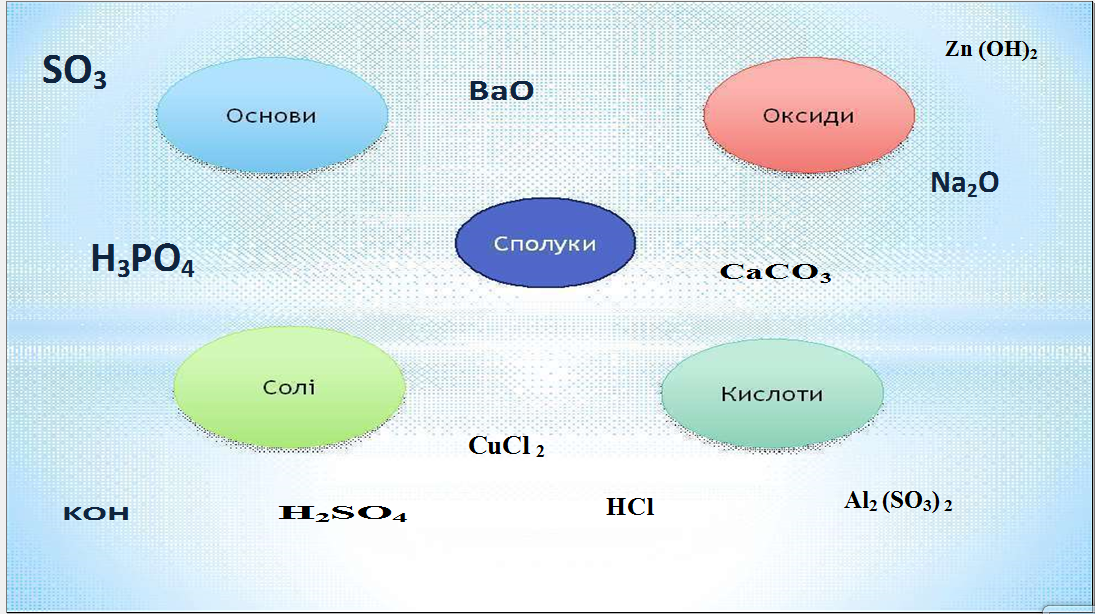 Zn (OH)₂
SO₃
BaO
Основи
Оксиди
Na₂O
Сполуки
H₃PO₄
CaCO₃
Солі
Кислоти
CuCl ₂
KOH
H₂SO₄
HCl
Al₂ (SO₃) ₂